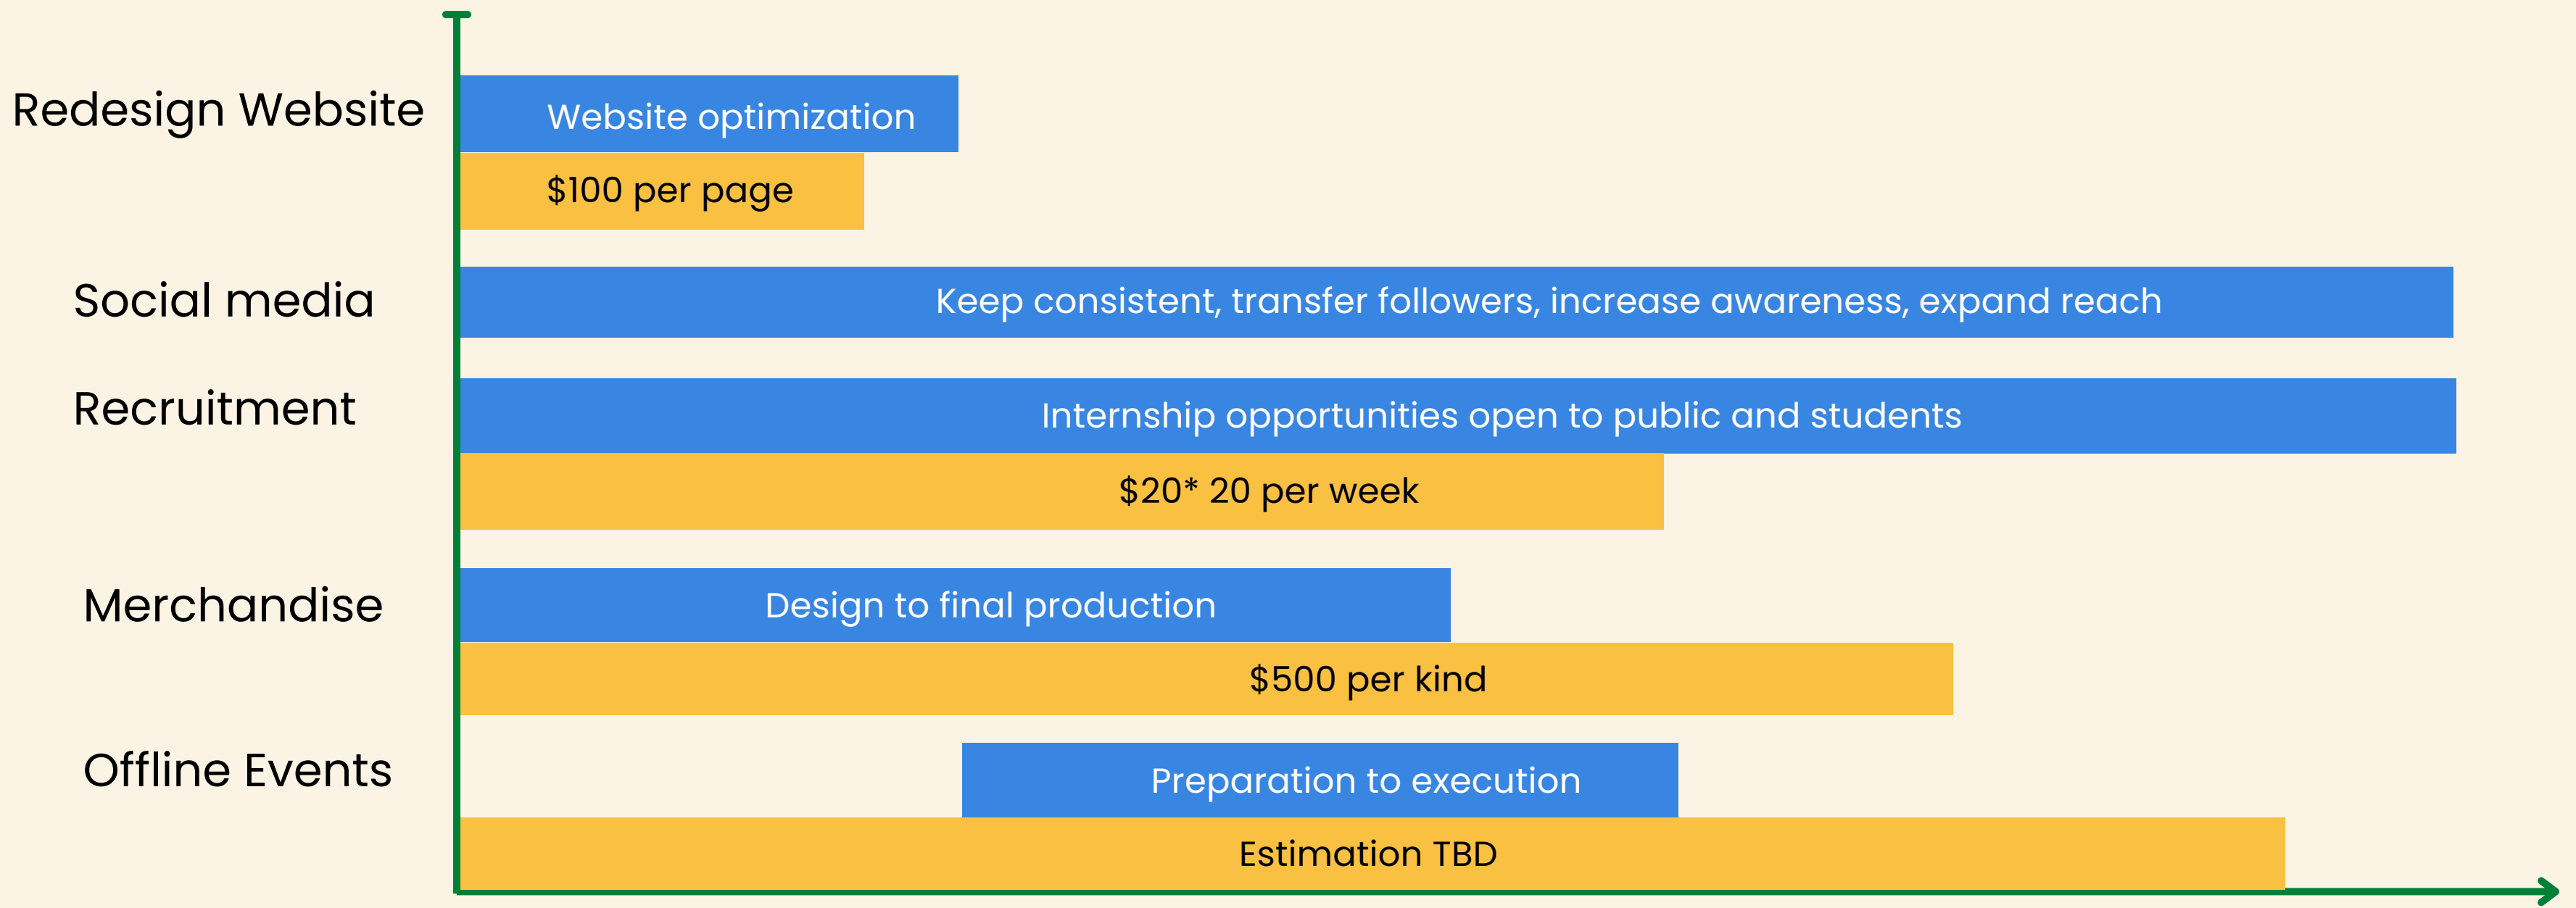 Redesign Website
Website optimization
$100 per page
Social media
Keep consistent, transfer followers, increase awareness, expand reach
Recruitment
Internship opportunities open to public and students
$20* 20 per week
Merchandise
Design to final production
$500 per kind
Offline Events
Preparation to execution
Estimation TBD